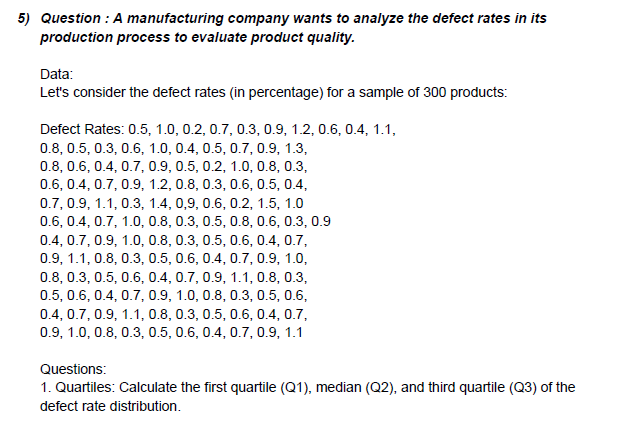 5) Question : A manufacturing company wants to analyze the defect rates in its
production process to evaluate product quality.
Data:
Let's consider the defect rates (in percentage) for a sample of 300 products:
Defect Rates: 0.5, 1.0, 0.2, 0.7, 0.3, 0.9, 1.2, 0.6, 0.4, 1.1,
0.8, 0.5, 0.3, 0.6, 1.0, 0.4, 0.5, 0.7, 0.9, 1.3,
0.8, 0.6, 0.4, 0.7, 0.9, 0.5, 0.2, 1.0, 0.8, 0.3,
0.6, 0.4, 0.7, 0.9, 1.2, 0.8, 0.3, 0.6, 0.5, 0.4,
0.7, 0.9, 1.1, 0.3, 1.4, 0,9, 0.6, 0.2, 1.5, 1.0
0.6, 0.4, 0.7, 1.0, 0.8, 0.3, 0.5, 0.8, 0.6, 0.3, 0.9
0.4, 0.7, 0.9, 1.0, 0.8, 0.3, 0.5, 0.6, 0.4, 0.7,
0.9, 1.1, 0.8, 0.3, 0.5, 0.6, 0.4, 0.7, 0.9, 1.0,
0.8, 0.3, 0.5, 0.6, 0.4, 0.7, 0.9, 1.1, 0.8, 0.3,
0.5, 0.6, 0.4, 0.7, 0.9, 1.0, 0.8, 0.3, 0.5, 0.6,
0.4, 0.7, 0.9, 1.1, 0.8, 0.3, 0.5, 0.6, 0.4, 0.7,
0.9, 1.0, 0.8, 0.3, 0.5, 0.6, 0.4, 0.7, 0.9, 1.1
Questions:
1. Quartiles: Calculate the first quartile (Q1), median (Q2), and third quartile (Q3) of the
defect rate distribution.